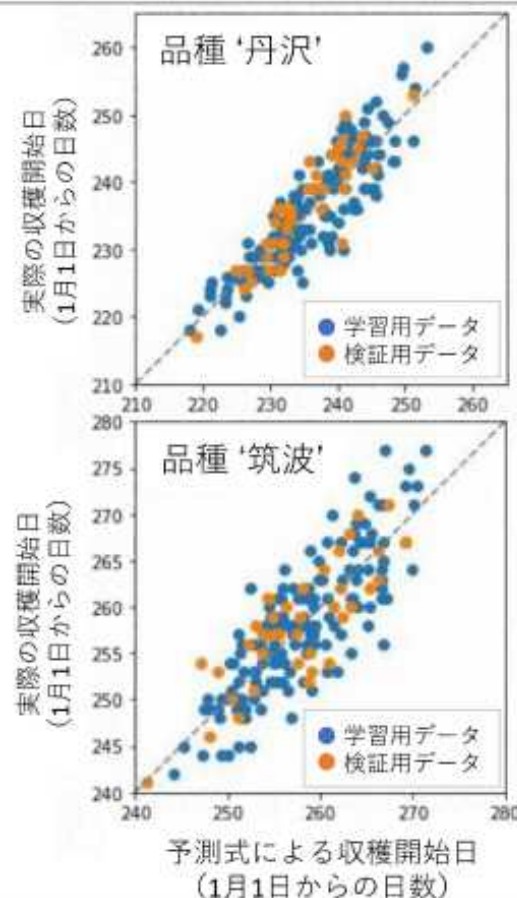 品種 ‘丹沢’
実際の収穫開始日
(1月1日からの日数)
260
250
240
230
220
210
学習用データ
検証用データ
210 220 230 240 250 260
品種 ‘筑波’
実際の収穫開始日
(1月1日からの日数)
280
275
270
265
260
255
250
245
240
学習用データ
検証用データ
240 250 260 270 280
予測式による収穫開始日
(1月1日からの日数)